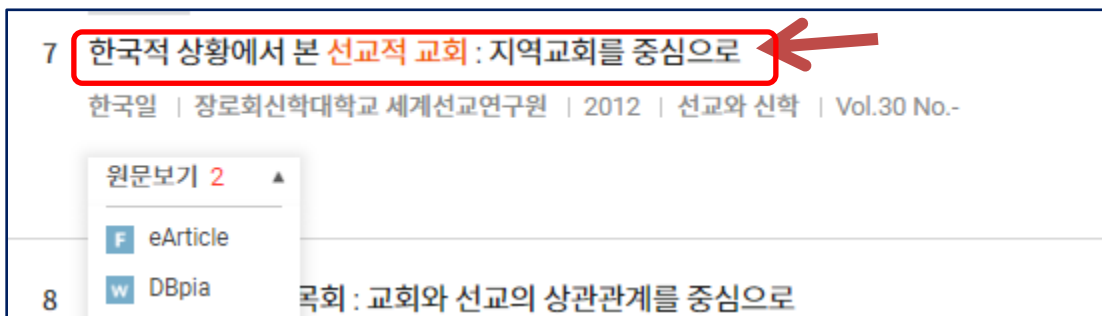 7 한국적 상황에서 본 선교적 교회 : 지역교회를 중심으로
한국일 | 장로회신학대학교 세계선교연구원 | 2012 | 선교와 신학 | Vol.30 No.-
원문보기 2 ▲
F eArticle
W DBpia
8 목회 : 교회와 선교의 상관관계를 중심으로